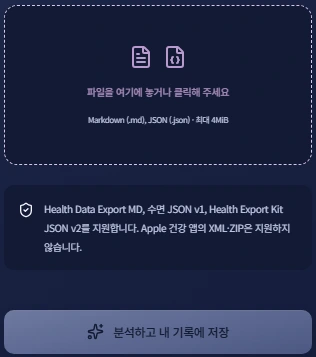 파일을 여기에 놓거나 클릭해 주세요
Markdown (.md), JSON (.json) · 최대 4MiB
Health Data Export MD, 수면 JSON v1, Health Export Kit
JSON v2를 지원합니다. Apple 건강 앱의 XML·ZIP은 지원하지
않습니다.
분석하고 내 기록에 저장